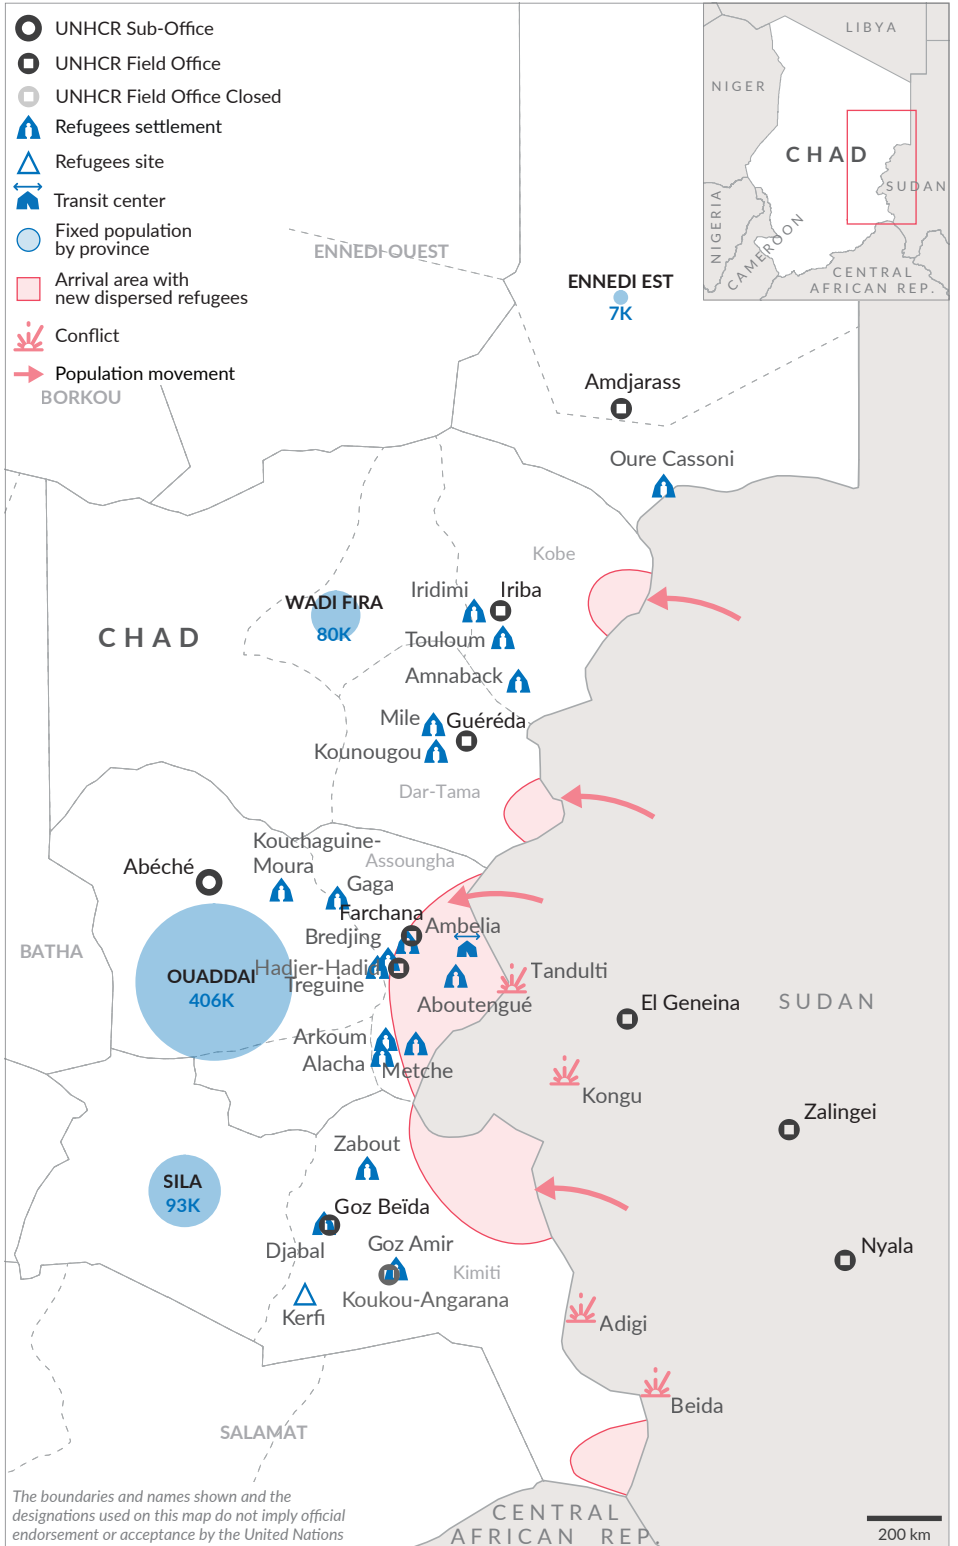 UNHCR Sub-Office
UNHCR Field Office
UNHCR Field Office Closed
Refugees settlement
Refugees site
Transit center
Fixed population
by province
Arrival area with
new dispersed refugees
Conflict
Population movement
LIBYA
NIGER
CHAD
SUDAN
NIGERIA
CAMEROON
CENTRAL
AFRICAN REP.
ENNEDI OUEST
ENNEDI EST
7K
BORKOU
Amdjarass
Oure Cassoni
Kobe
Iridimi
Iriba
WADI FIRA
80K
CHAD
Touloum
Amnaback
Mile
Guéréda
Kounougou
Dar-Tama
Kouchaguine-
Moura
Assoungha
Abéché
Gaga
Farchana
Ambelia
Bredjing
BATHA
Hadjer-Hadid
Treguine
OUADDAI
406K
Tandulti
Aboutengué
El Geneina
SUDAN
Arkoum
Alacha
Metche
Kongu
Zalingei
Zabout
SILA
93K
Goz Beïda
Djabal
Goz Amir
Kimiti
Nyala
Koukou-Angarana
Kerfi
Adigi
Beida
SALAMAT
The boundaries and names shown and the
designations used on this map do not imply official
endorsement or acceptance by the United Nations
CENTRAL
AFRICAN REP.
200 km